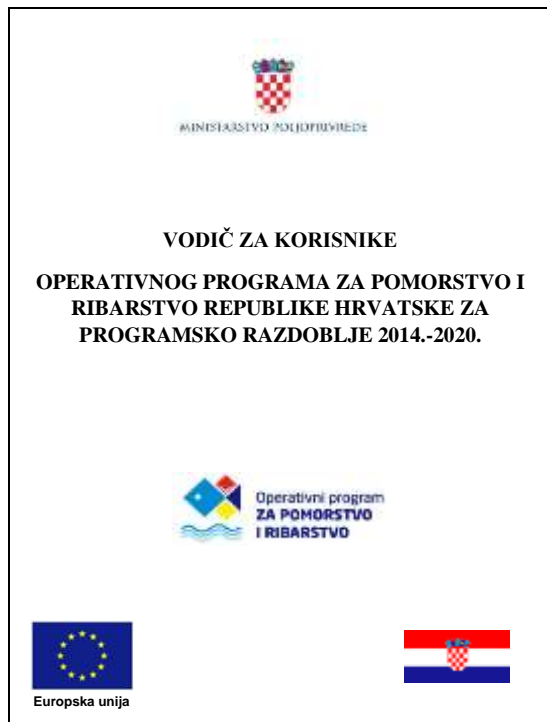 MINISTARSTVO POLJOPRIVREDE
VODIČ ZA KORISNIKE
OPERATIVNOG PROGRAMA ZA POMORSTVO I
RIBARSTVO REPUBLIKE HRVATSKE ZA
PROGRAMSKO RAZDOBLJE 2014.-2020.
Operativni program
ZA POMORSTVO
I RIBARSTVO
Europska unija